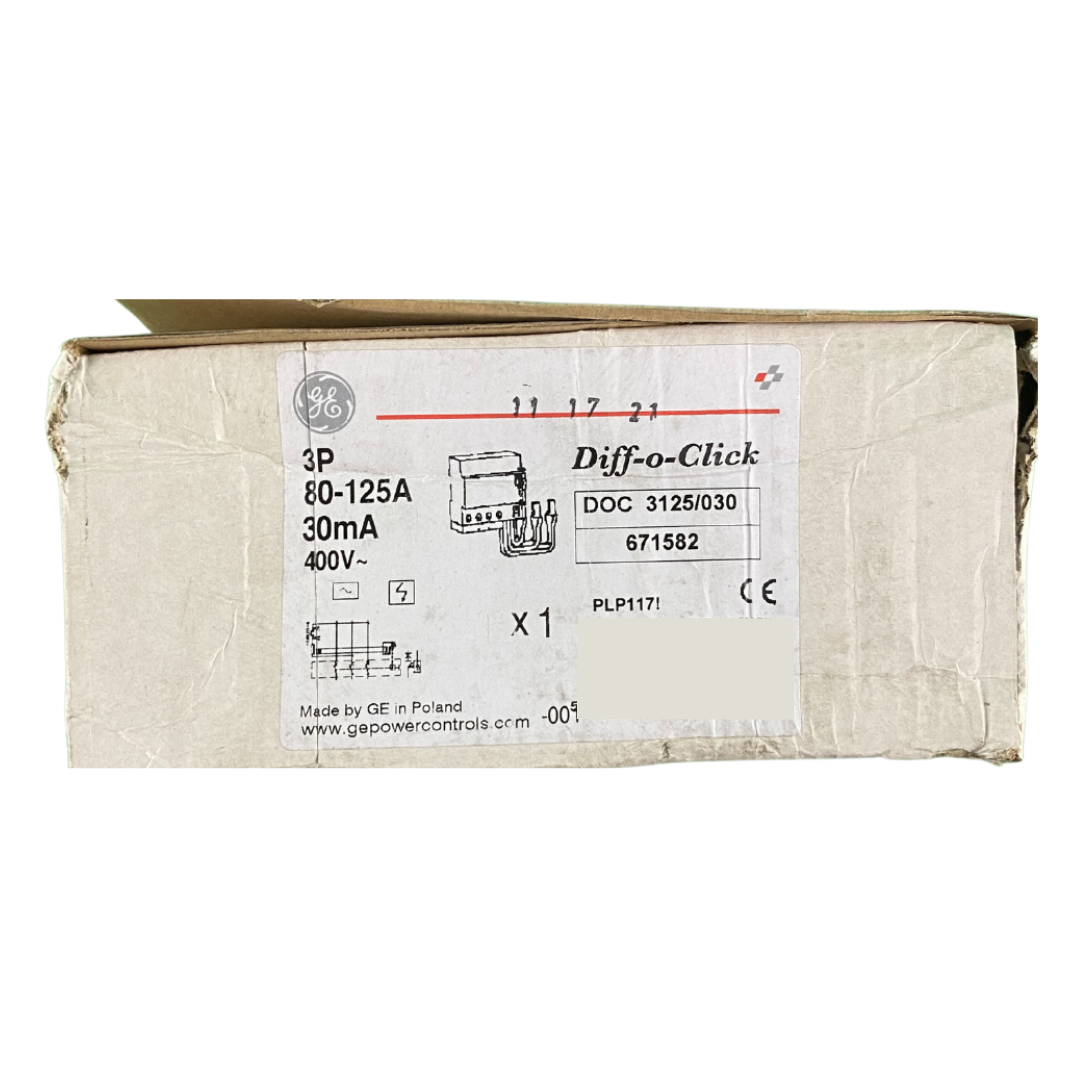 GE
11 17 21
3P
80-125A
30mA
400V~
Diff-o-Click
DOC 3125/030
671582
X 1
PLP117!
CE
Made by GE in Poland
www.gepowercontrols.com -00